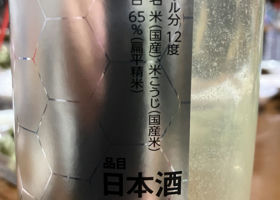 ル分 12度
名 米(国産)、米こうじ(国産米)
合 65%(扁平精米)
品目
日本酒